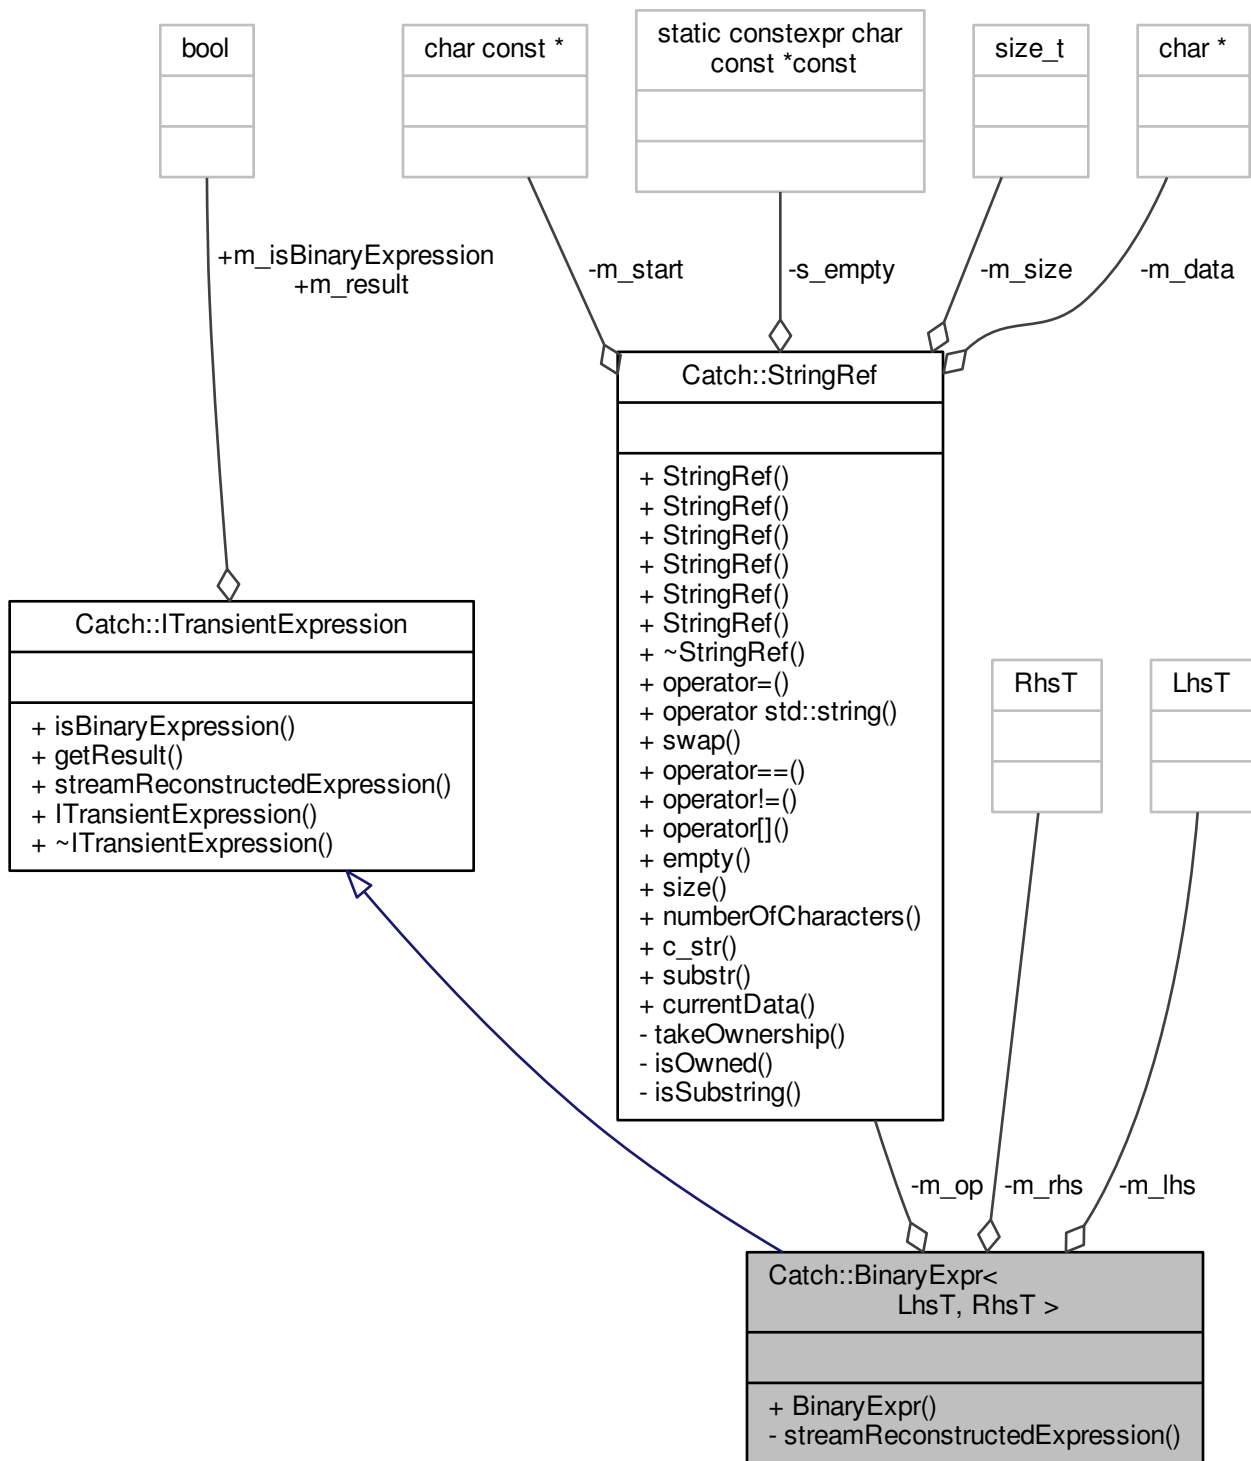 bool
char const *
static constexpr char
const *const
size_t
char *
+m_isBinaryExpression
+m_result
-m_start
-s_empty
-m_size
-m_data
Catch::StringRef
+ StringRef()
+ StringRef()
+ StringRef()
+ StringRef()
+ StringRef()
+ StringRef()
+ ~StringRef()
+ operator=()
+ operator std::string()
+ swap()
+ operator==()
+ operator!=()
+ operator[]()
+ empty()
+ size()
+ numberOfCharacters()
+ c_str()
+ substr()
+ currentData()
- takeOwnership()
- isOwned()
- isSubstring()
Catch::ITransientExpression
+ isBinaryExpression()
+ getResult()
+ streamReconstructedExpression()
+ ITransientExpression()
+ ~ITransientExpression()
RhsT
LhsT
-m_op
-m_rhs
-m_lhs
Catch::BinaryExpr<
LhsT, RhsT >
+ BinaryExpr()
- streamReconstructedExpression()